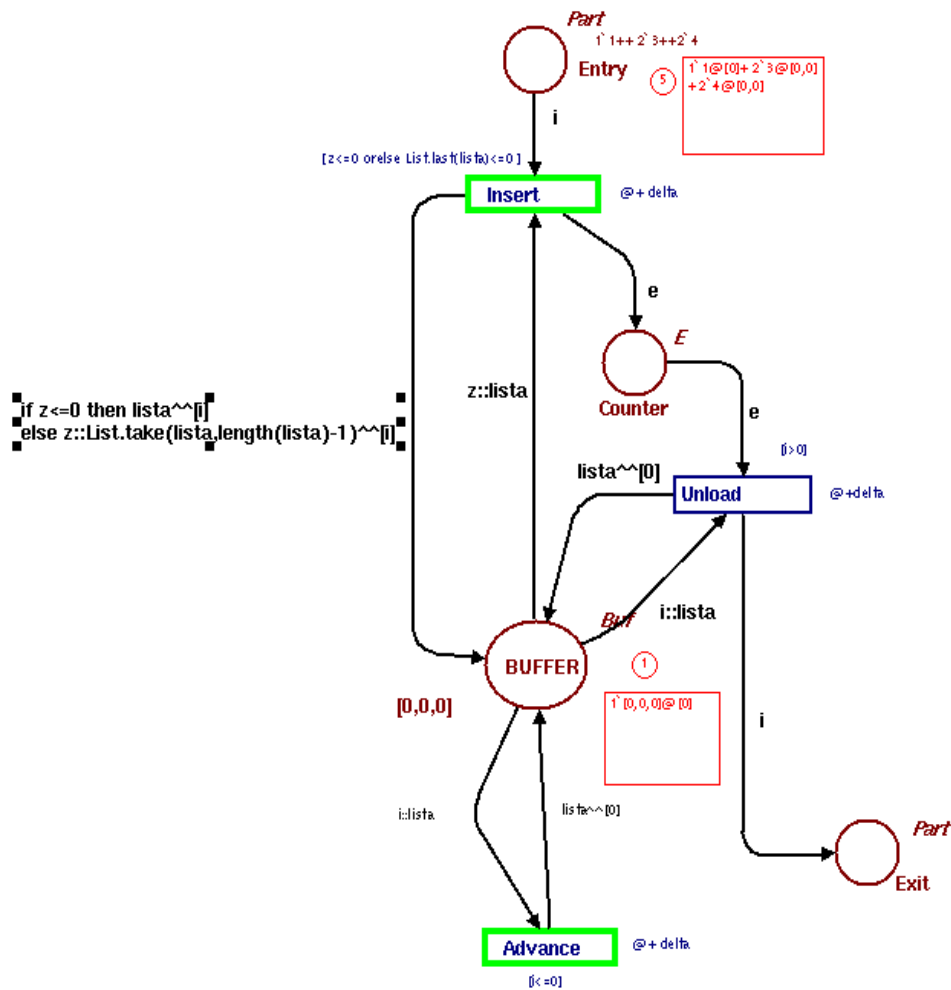 Part
1`1++2`3++2`4
Entry
5
1`1@[0]+2`3@[0,0]
+2`4@[0,0]
i
[z<=0 orelse List.last(lista)<=0]
Insert
@+delta
e
E
z::lista
Counter
if z<=0 then lista^^[i]
else z::List.take(lista,length(lista)-1)^^[i]
e
[i>0]
lista^^[0]
Unload
@+delta
Buf
i::lista
BUFFER
1
[0,0,0]
1`[0,0,0]@[0]
i
i::lista
lista^^[0]
Part
Exit
Advance
@+delta
[i<=0]